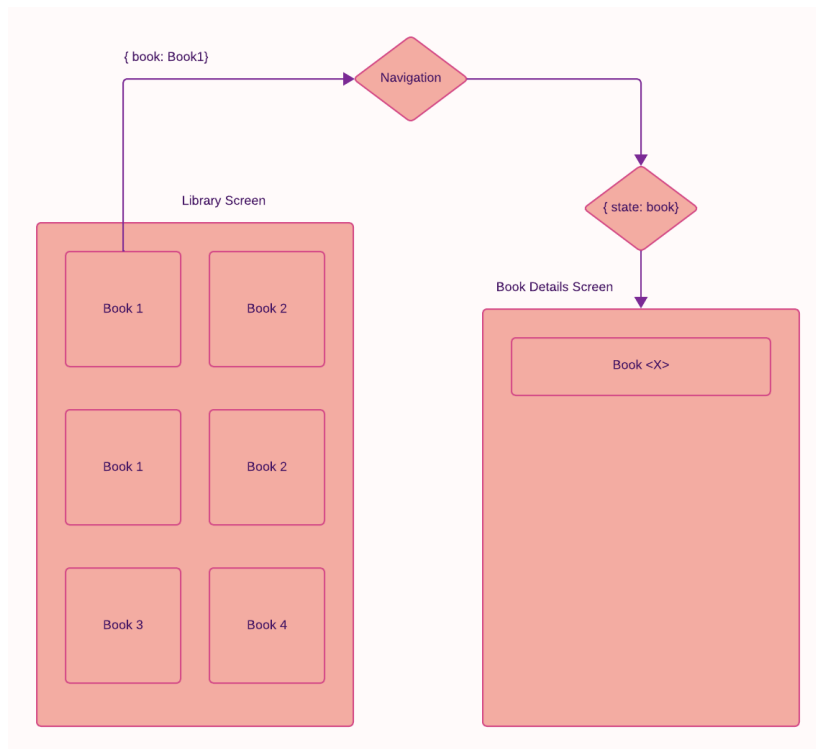 { book: Book1}
Navigation
Library Screen
{ state: book}
Book Details Screen
Book 1
Book 2
Book <X>
Book 1
Book 2
Book 3
Book 4